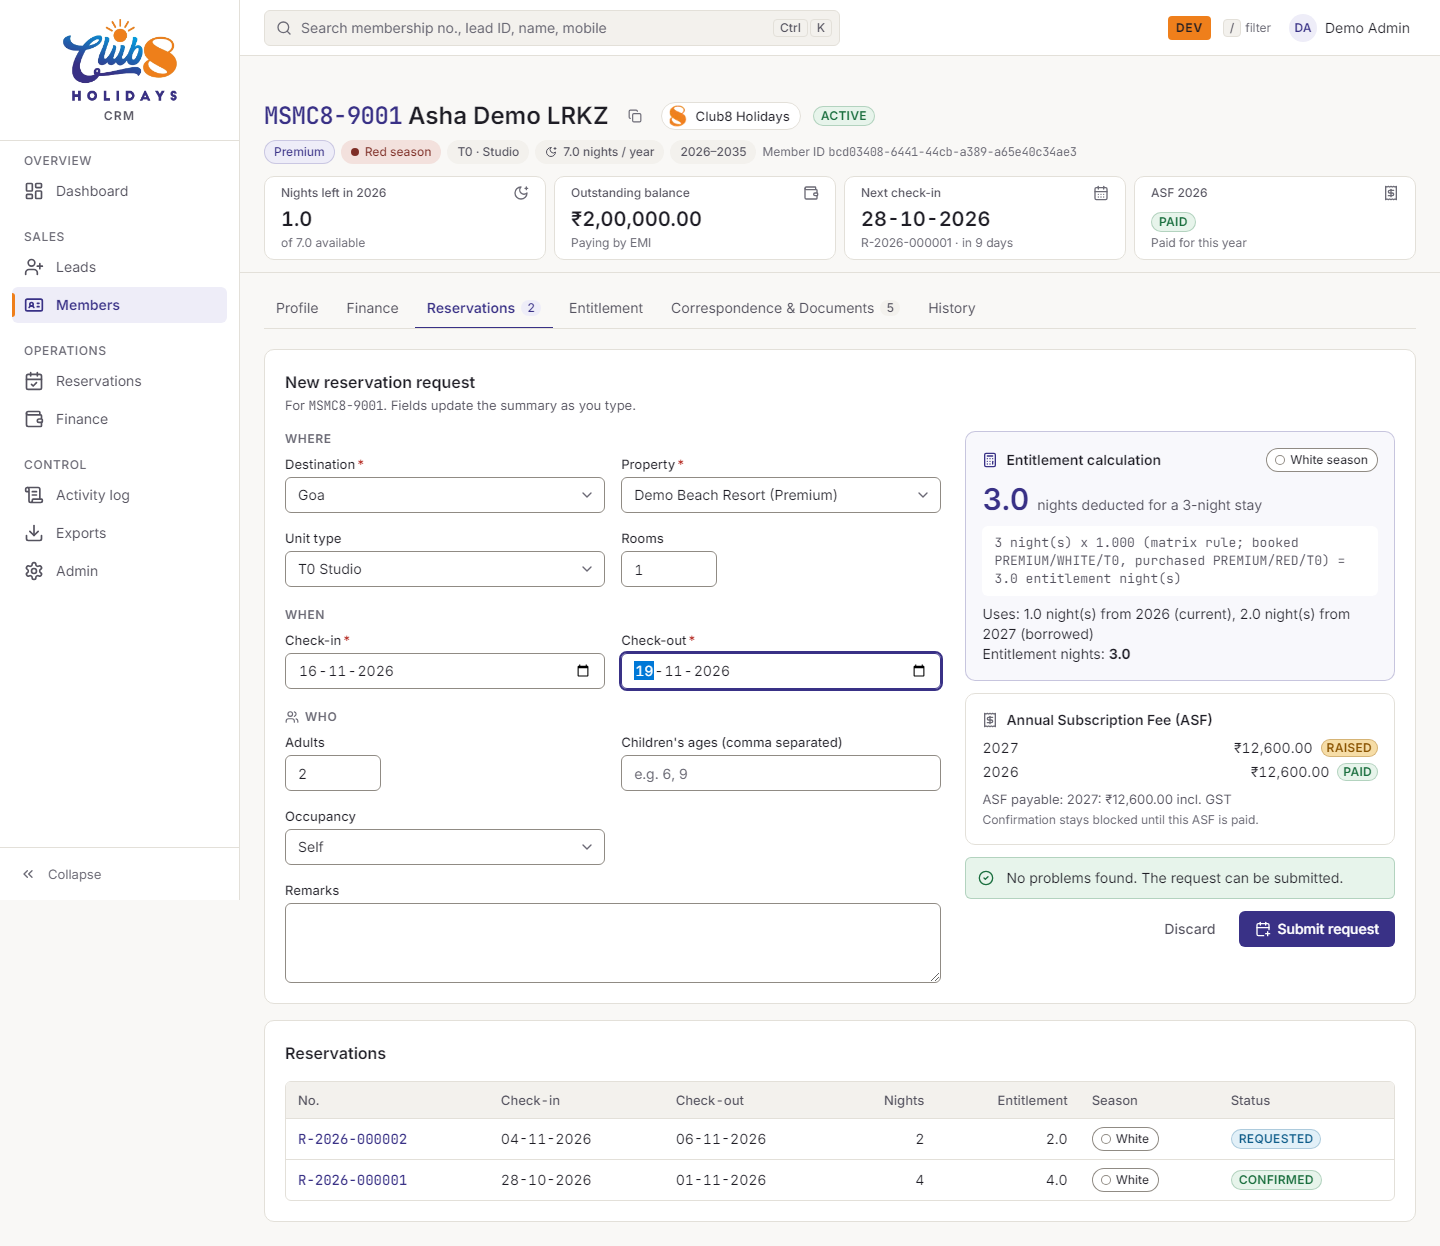 Club8
HOLIDAYS
CRM
OVERVIEW
Dashboard
SALES
Leads
Members
OPERATIONS
Reservations
Finance
CONTROL
Activity log
Exports
Admin
Collapse
Search membership no., lead ID, name, mobile
Ctrl K
DEV
/ filter
DA Demo Admin
MSMC8-9001 Asha Demo LRKZ
Club8 Holidays
ACTIVE
Premium
Red season
T0 · Studio
7.0 nights / year
2026–2035
Member ID bcd03408-6441-44cb-a389-a65e40c34ae3
Nights left in 2026
1.0
of 7.0 available
Outstanding balance
₹2,00,000.00
Paying by EMI
Next check-in
28-10-2026
R-2026-000001 · in 9 days
ASF 2026
PAID
Paid for this year
Profile
Finance
Reservations 2
Entitlement
Correspondence & Documents 5
History
New reservation request
For MSMC8-9001. Fields update the summary as you type.
WHERE
Destination *
Property *
Goa
Demo Beach Resort (Premium)
Unit type
Rooms
T0 Studio
1
WHEN
Check-in *
Check-out *
16-11-2026
19-11-2026
WHO
Adults
Children's ages (comma separated)
2
e.g. 6, 9
Occupancy
Self
Remarks
Entitlement calculation
White season
3.0 nights deducted for a 3-night stay
3 night(s) x 1.000 (matrix rule; booked
PREMIUM/WHITE/T0, purchased PREMIUM/RED/T0) =
3.0 entitlement night(s)
Uses: 1.0 night(s) from 2026 (current), 2.0 night(s) from
2027 (borrowed)
Entitlement nights: 3.0
Annual Subscription Fee (ASF)
2027 ₹12,600.00 RAISED
2026 ₹12,600.00 PAID
ASF payable: 2027: ₹12,600.00 incl. GST
Confirmation stays blocked until this ASF is paid.
No problems found. The request can be submitted.
Discard
Submit request
Reservations
No. Check-in Check-out Nights Entitlement Season Status
R-2026-000002 04-11-2026 06-11-2026 2 2.0 White REQUESTED
R-2026-000001 28-10-2026 01-11-2026 4 4.0 White CONFIRMED